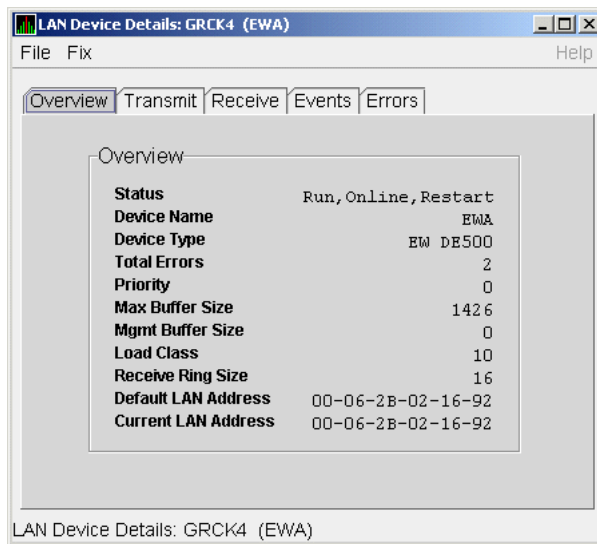 LAN Device Details: GRCK4 (EWA)
File Fix Help
Overview Transmit Receive Events Errors
Overview
Status Run,Online,Restart
Device Name EWA
Device Type EW DE500
Total Errors 2
Priority 0
Max Buffer Size 1426
Mgmt Buffer Size 0
Load Class 10
Receive Ring Size 16
Default LAN Address 00-06-2B-02-16-92
Current LAN Address 00-06-2B-02-16-92
LAN Device Details: GRCK4 (EWA)